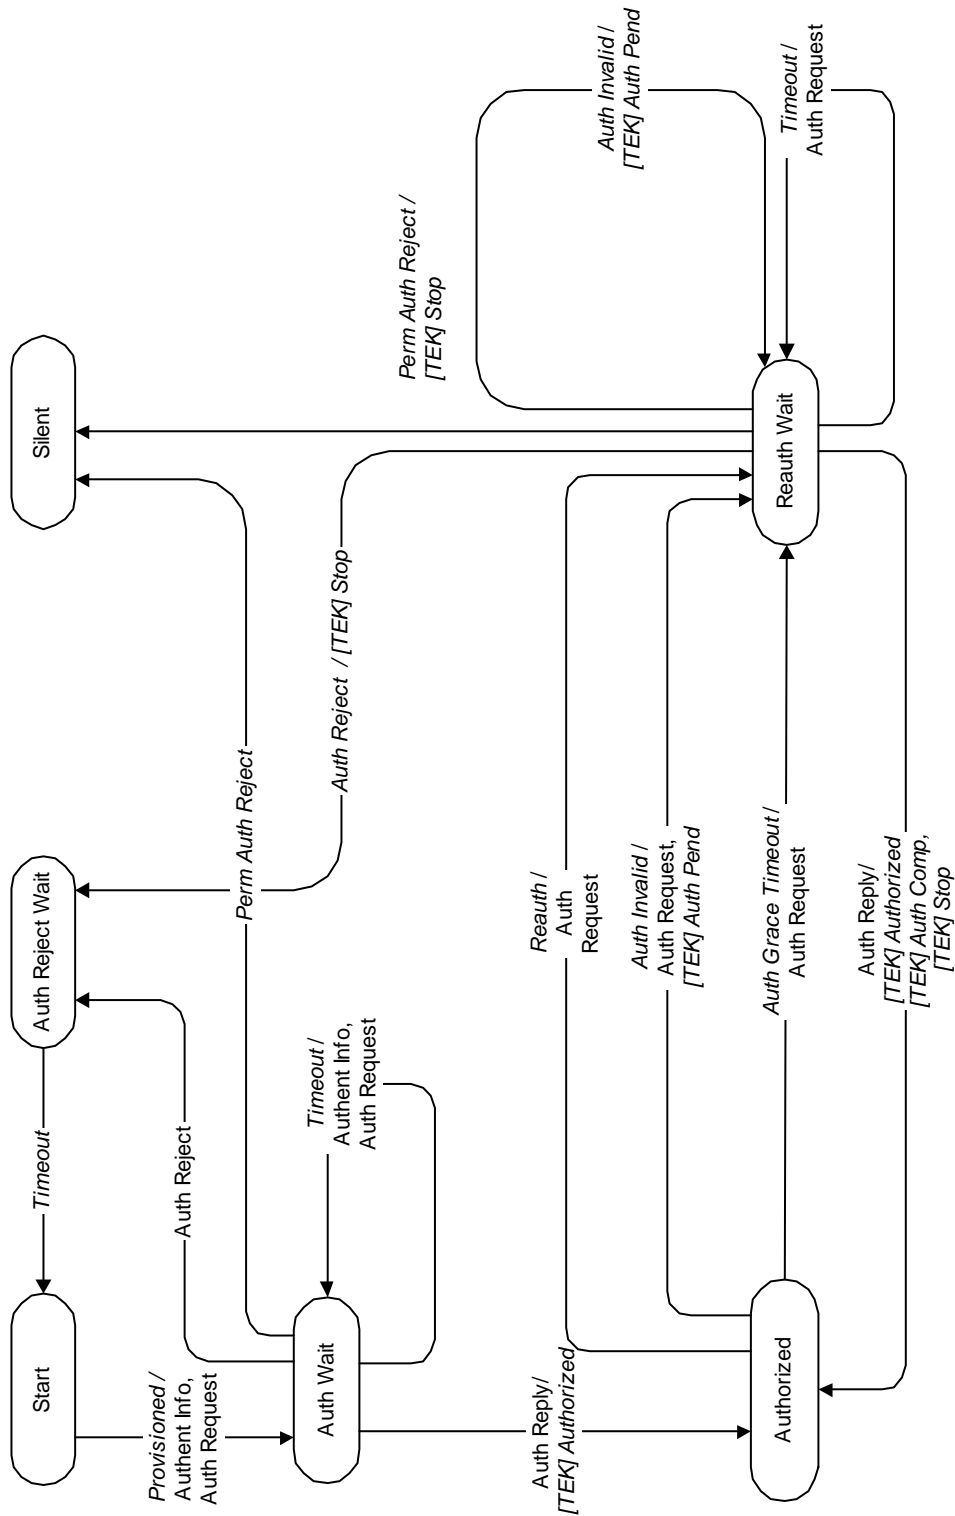 Start
Timeout
Auth Reject Wait
Silent
Provisioned /
Authent Info,
Auth Request
Auth Reject
Perm Auth Reject
Auth Reject / [TEK] Stop
Perm Auth Reject /
[TEK] Stop
Auth Wait
Timeout /
Authent Info,
Auth Request
Auth Invalid /
[TEK] Auth Pend
Auth Reply/
[TEK] Authorized
Reauth /
Auth
Request
Auth Invalid /
Auth Request,
[TEK] Auth Pend
Authorized
Auth Grace Timeout /
Auth Request
Reauth Wait
Timeout /
Auth Request
Auth Reply/
[TEK] Authorized
[TEK] Auth Comp,
[TEK] Stop